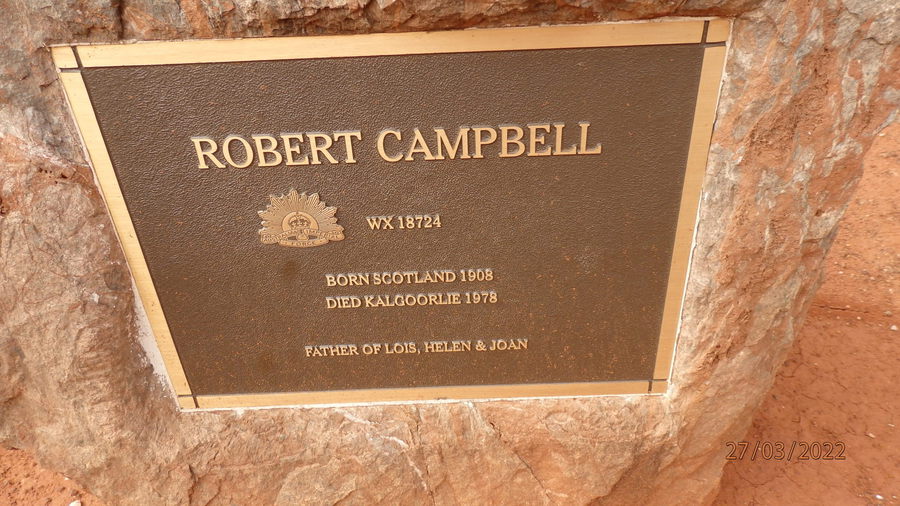 ROBERT CAMPBELL
WX 18724
BORN SCOTLAND 1908
DIED KALGOORLIE 1978
FATHER OF LOIS, HELEN & JOAN
27/03/2022